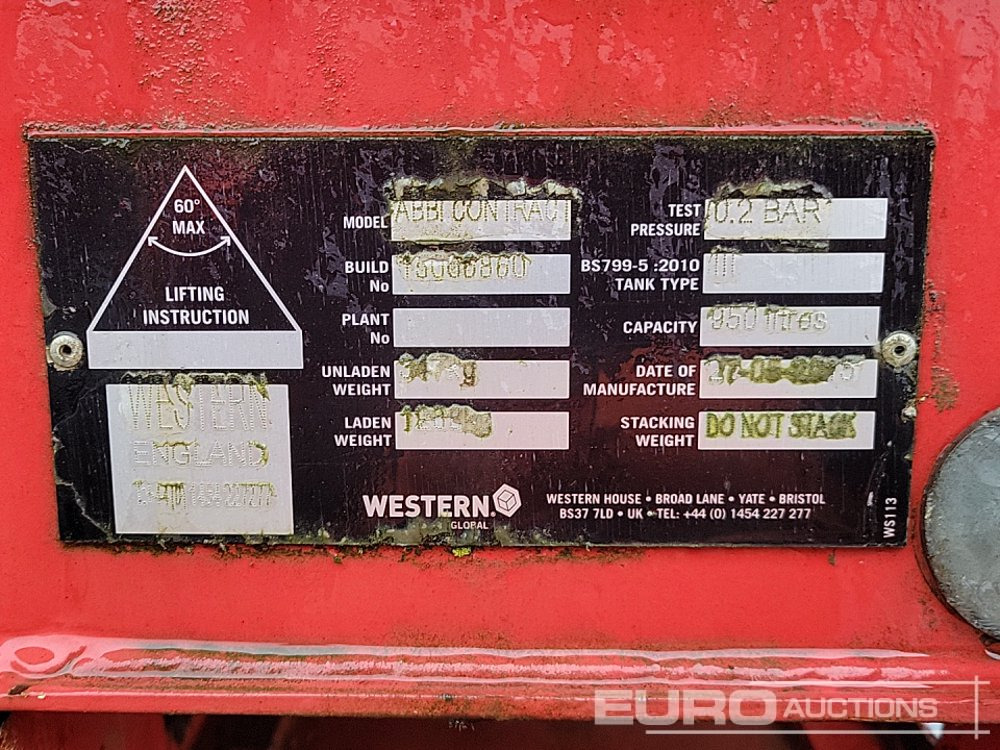 60°
MAX
LIFTING
INSTRUCTION
WESTERN
ENGLAND
MODEL ABBI CONTRACT
BUILD
No
PLANT
No
UNLADEN
WEIGHT
LADEN
WEIGHT
TEST
PRESSURE 0.2 BAR
BS799-5 :2010
TANK TYPE
CAPACITY 950 litres
DATE OF
MANUFACTURE
STACKING
WEIGHT DO NOT STACK
WESTERN.
GLOBAL
WESTERN HOUSE • BROAD LANE • YATE • BRISTOL
BS37 7LD • UK • TEL: +44 (0) 1454 227 277
WS113
EURO AUCTIONS